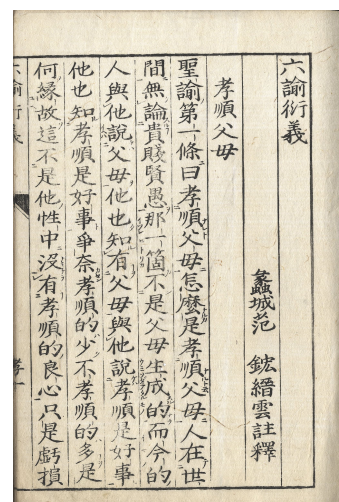 六諭衍義
蠡城范 鋐縉雲註釋
孝順父母
聖諭第一條曰孝順父母怎麼是孝順父母人在世
間無論貴賤賢愚那一箇不是父母生成的而今的
人與他說父母他也知有父母與他說孝順是好事
他也知孝順是好事爭奈孝順的少不孝順的多是
何緣故這不是他性中沒有孝順的良心只是虧損
六諭衍義
孝一